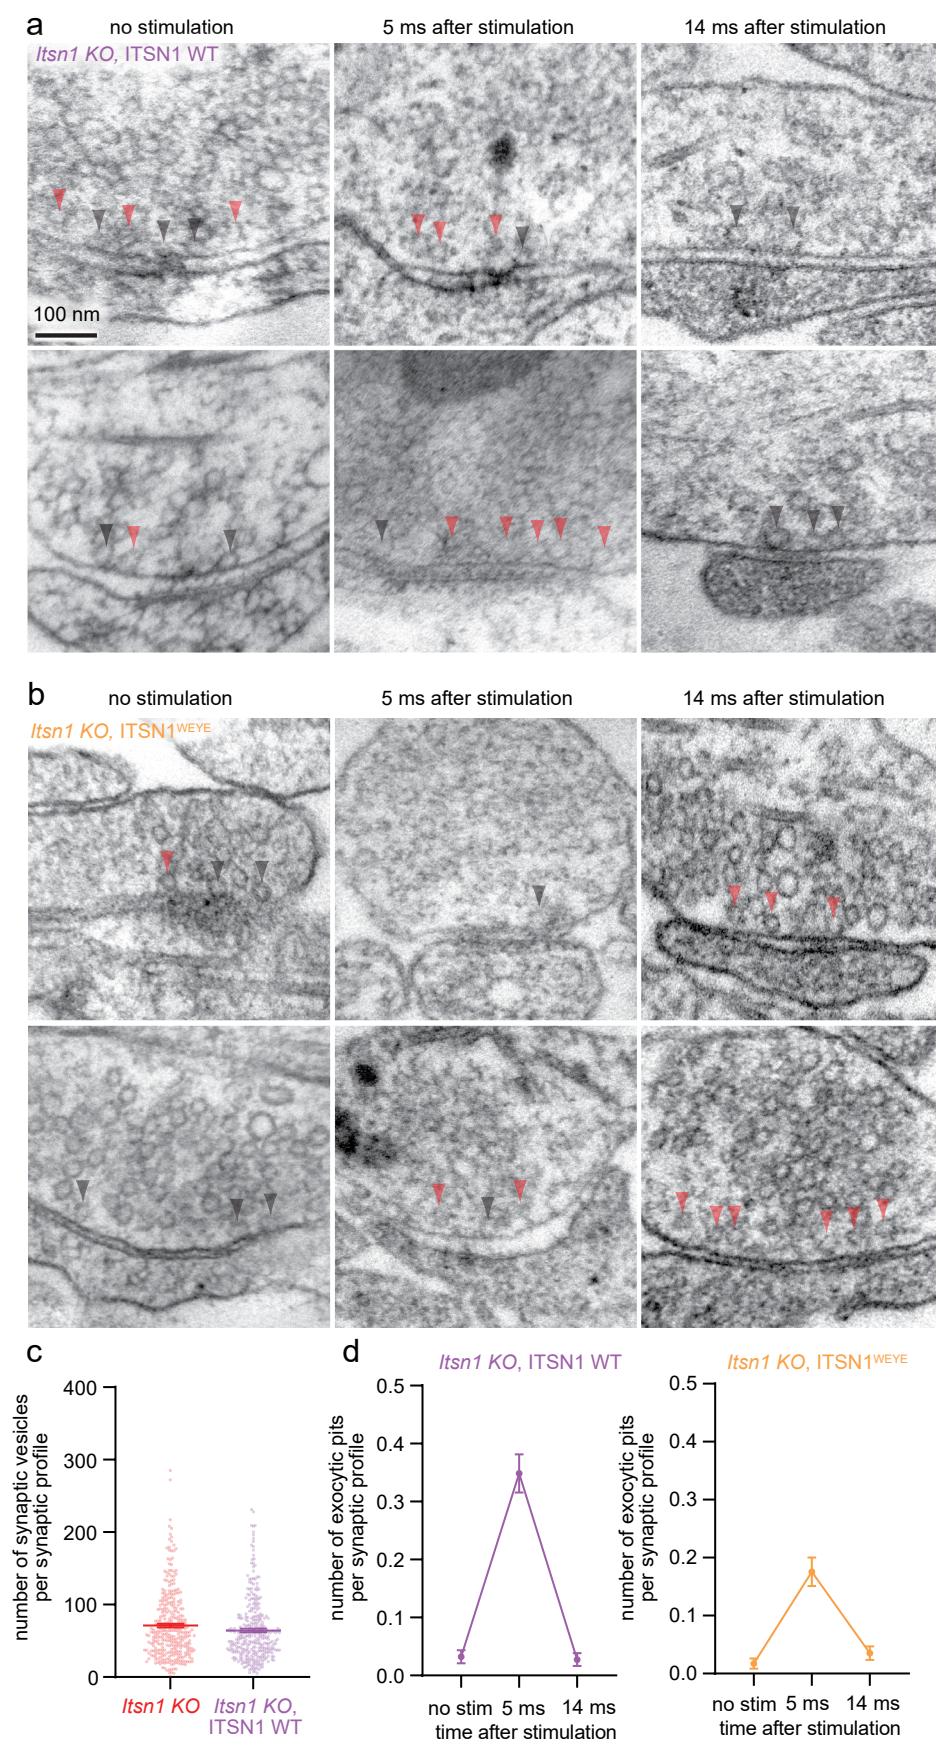 a
no stimulation
5 ms after stimulation
14 ms after stimulation
Itsn1 KO, ITSN1 WT
100 nm
b
no stimulation
5 ms after stimulation
14 ms after stimulation
Itsn1 KO, ITSN1WEYE
c
number of synaptic vesicles
per synaptic profile
400
300
200
100
0
Itsn1 KO
Itsn1 KO,
ITSN1 WT
d
Itsn1 KO, ITSN1 WT
number of exocytic pits
per synaptic profile
0.5
0.4
0.3
0.2
0.1
0.0
no stim 5 ms 14 ms
time after stimulation
Itsn1 KO, ITSN1WEYE
number of exocytic pits
per synaptic profile
0.5
0.4
0.3
0.2
0.1
0.0
no stim 5 ms 14 ms
time after stimulation